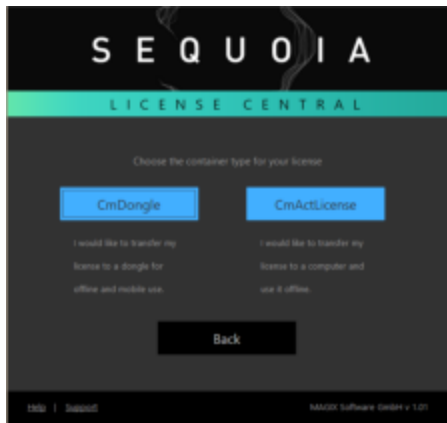 SEQUOIA
LICENSE CENTRAL
Choose the container type for your license
CmDongle
CmActLicense
I would like to transfer my
license to a dongle for
offline and mobile use.
I would like to transfer my
license to a computer and
use it offline.
Back
Help | Support
MAGIX Software GmbH v 1.01